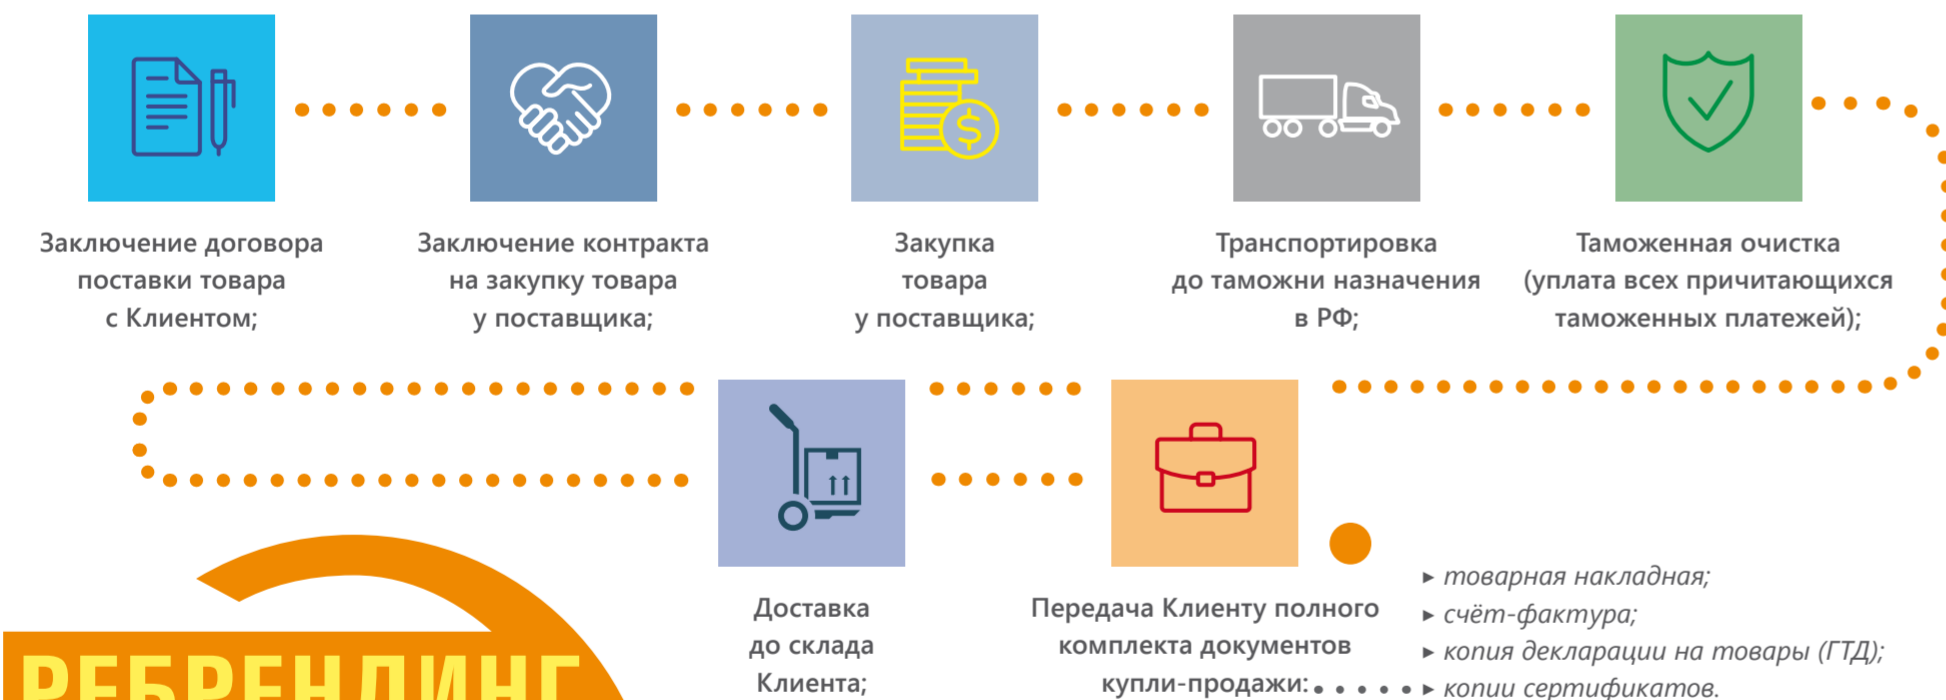 Заключение договора
поставки товара
с Клиентом;
Заключение контракта
на закупку товара
у поставщика;
Закупка
товара
у поставщика;
Транспортировка
до таможни назначения
в РФ;
Таможенная очистка
(уплата всех причитающихся
таможенных платежей);
Доставка
до склада
Клиента;
Передача Клиенту полного
комплекта документов
купли-продажи:
▸ товарная накладная;
▸ счёт-фактура;
▸ копия декларации на товары (ГТД);
▸ копии сертификатов.
РЕБРЕНДИНГ